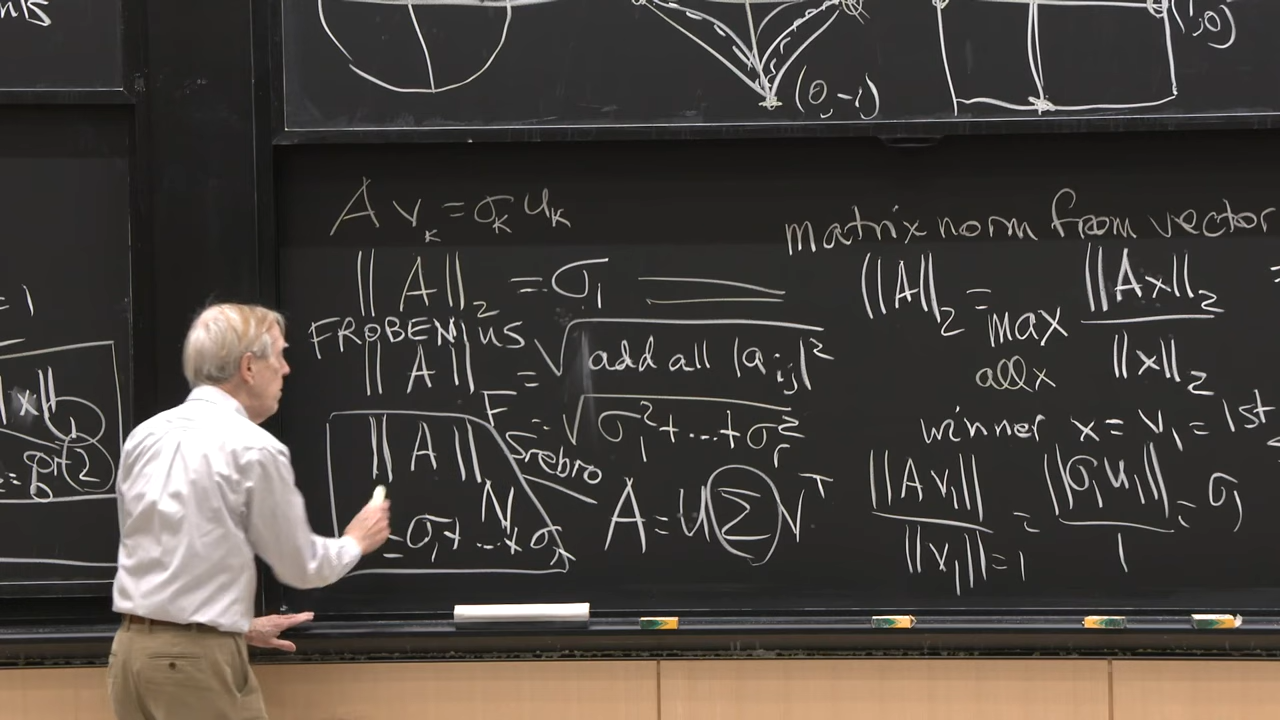 (0,-1)
(1,0)
= 1
A v_k = σ_k u_k
||A||_2 = σ_1
FROBENIUS
||A||_F = √(add all |a_ij|^2
= √(σ_1^2 + ... + σ_r^2
||A||_N
= σ_1 + ... + σ_r
Srebro
A = U Σ V^T
matrix norm from vector
||A||_2 = max all x ||Ax||_2 / ||x||_2
winner x = v_1 = 1st
||A v_1|| / ||v_1|| = 1 = ||σ_1 u_1|| / 1 = σ_1